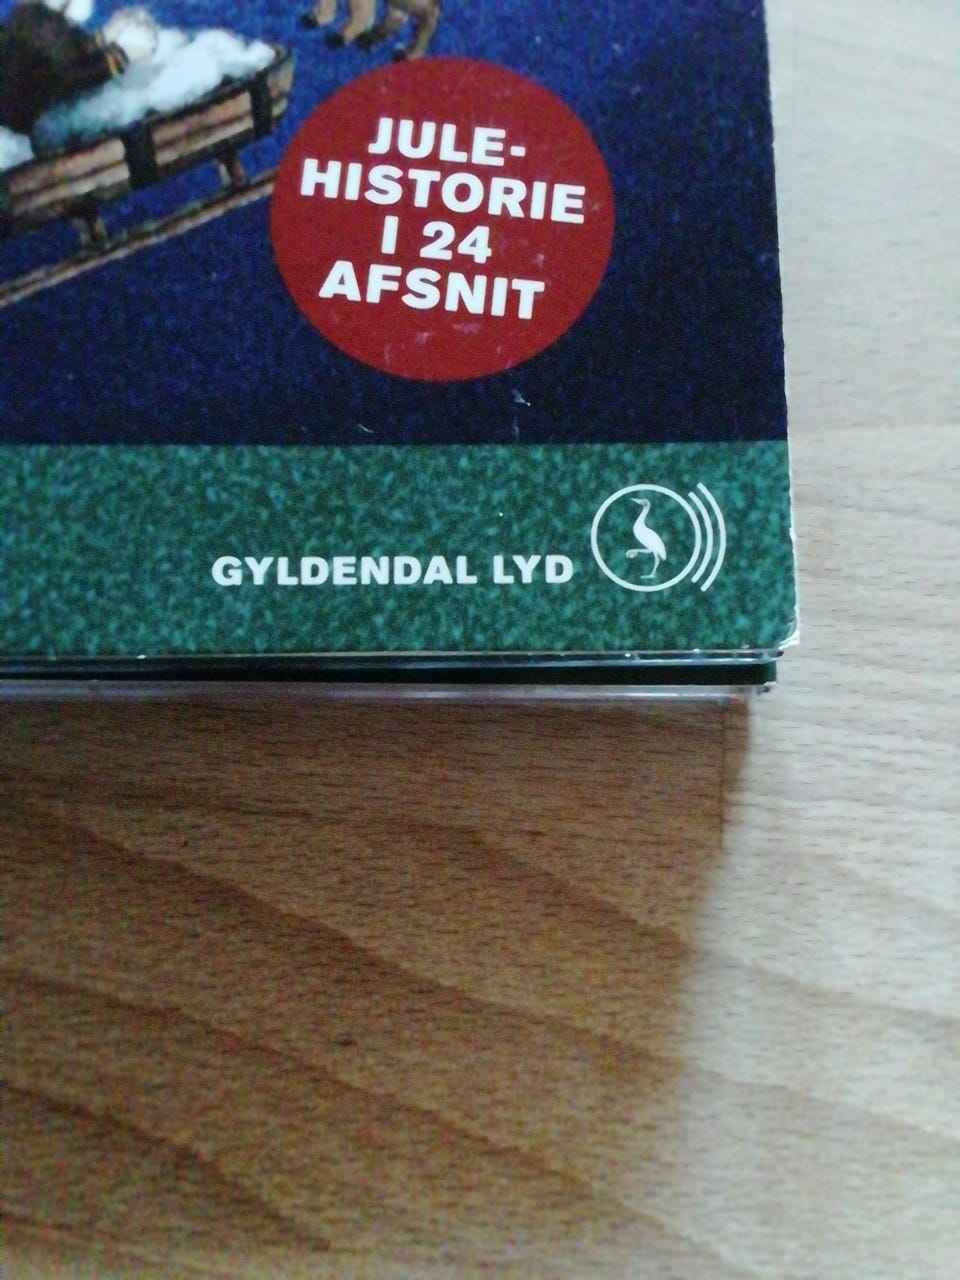 JULE-
HISTORIE
I 24
AFSNIT
GYLDENDAL LYD